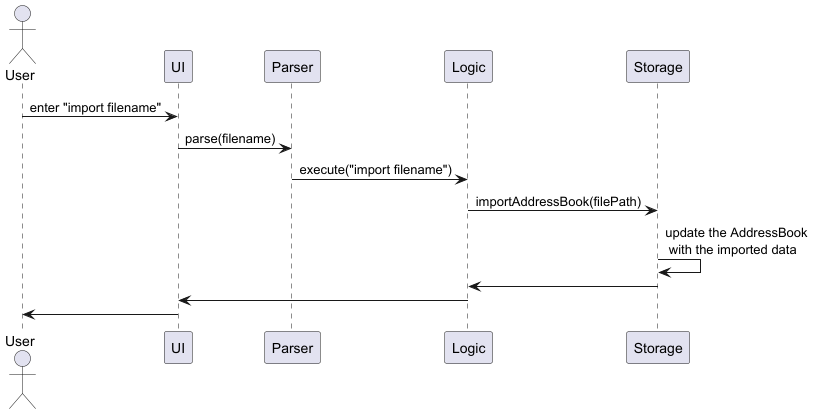 User
UI
Parser
Logic
Storage
enter "import filename"
parse(filename)
execute("import filename")
importAddressBook(filePath)
update the AddressBook
with the imported data
User
UI
Parser
Logic
Storage